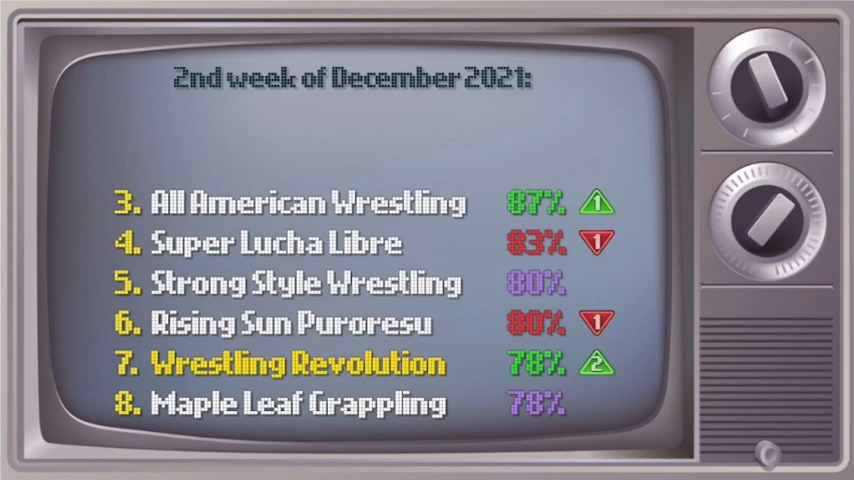 2nd week of December 2021:
3. All American Wrestling 87% 1
4. Super Lucha Libre 83% 1
5. Strong Style Wrestling 80%
6. Rising Sun Puroresu 80% 1
7. Wrestling Revolution 78% 2
8. Maple Leaf Grappling 78%